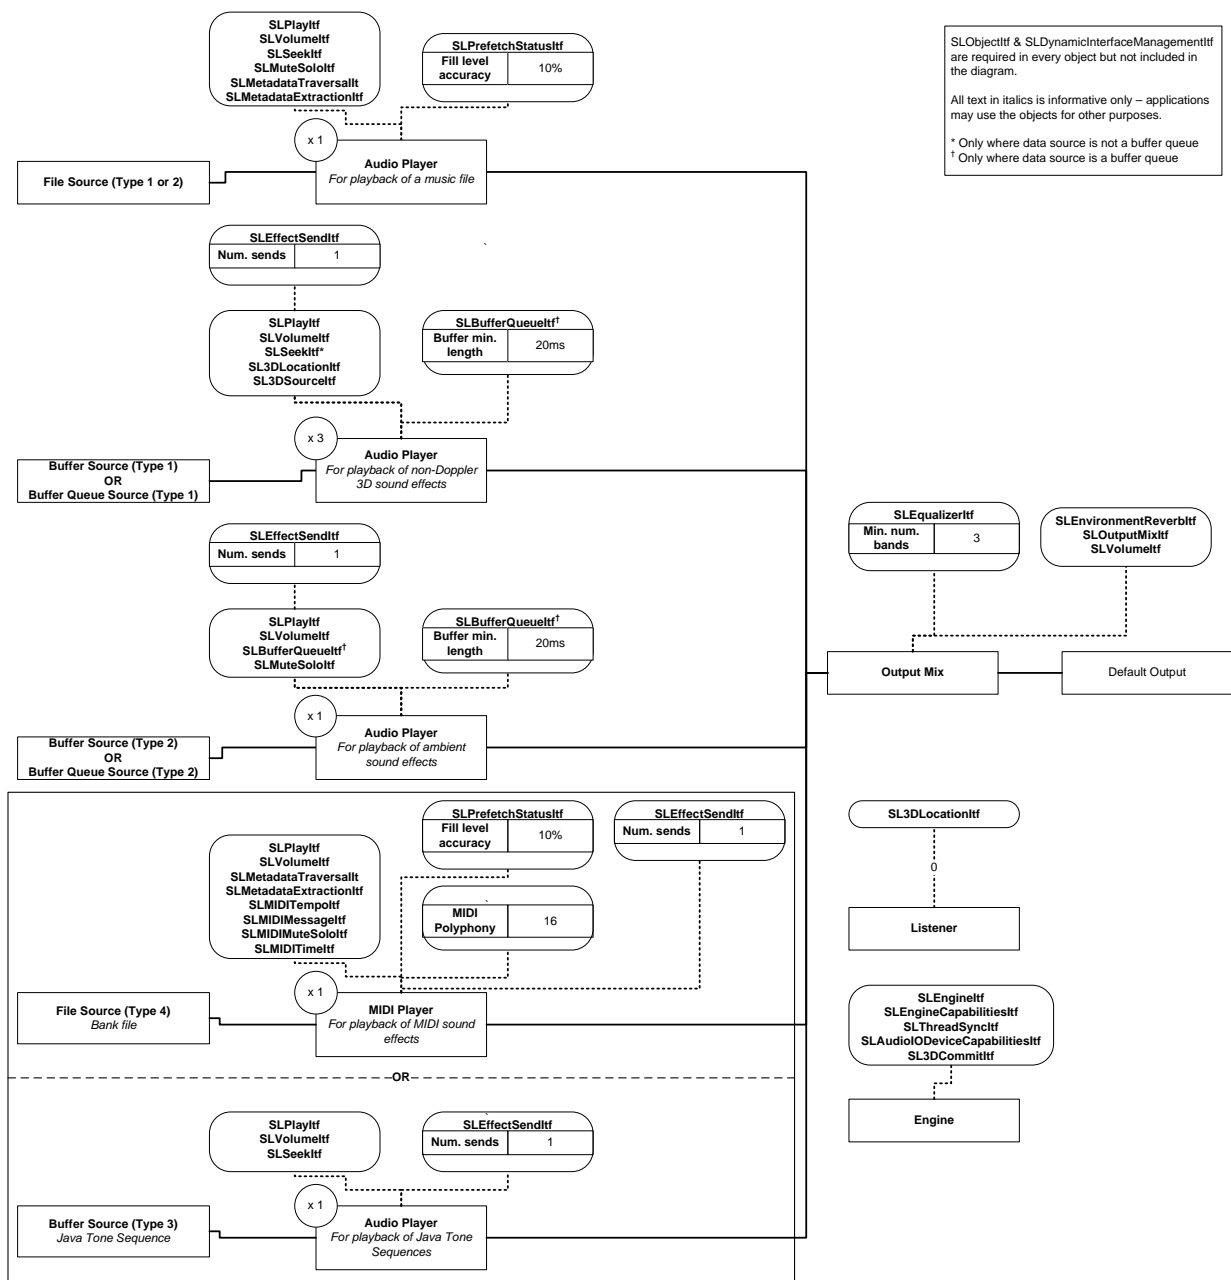 SLPlayItf
SLVolumeItf
SLSeekItf
SLMuteSoloItf
SLMetadataTraversalIt
SLMetadataExtractionItf
SLPrefetchStatusItf
Fill level
accuracy
10%
SLObjectItf & SLDynamicInterfaceManagementItf
are required in every object but not included in
the diagram.
All text in italics is informative only – applications
may use the objects for other purposes.
* Only where data source is not a buffer queue
† Only where data source is a buffer queue
x 1
Audio Player
For playback of a music file
File Source (Type 1 or 2)
SLEffectSendItf
Num. sends
1
SLPlayItf
SLVolumeItf
SLSeekItf*
SL3DLocationItf
SL3DSourceItf
SLBufferQueueItf†
Buffer min.
length
20ms
x 3
Audio Player
For playback of non-Doppler
3D sound effects
Buffer Source (Type 1)
OR
Buffer Queue Source (Type 1)
SLEffectSendItf
Num. sends
1
SLPlayItf
SLVolumeItf
SLBufferQueueItf†
SLMuteSoloItf
SLBufferQueueItf†
Buffer min.
length
20ms
x 1
Audio Player
For playback of ambient
sound effects
Buffer Source (Type 2)
OR
Buffer Queue Source (Type 2)
SLEqualizerItf
Min. num.
bands
3
SLEnvironmentReverbItf
SLOutputMixItf
SLVolumeItf
Output Mix
Default Output
SLPlayItf
SLVolumeItf
SLMetadataTraversalIt
SLMetadataExtractionItf
SLMIDITempoItf
SLMIDIMessageItf
SLMIDIMuteSoloItf
SLMIDITimeItf
SLPrefetchStatusItf
Fill level
accuracy
10%
SLEffectSendItf
Num. sends
1
MIDI
Polyphony
16
x 1
MIDI Player
For playback of MIDI sound
effects
File Source (Type 4)
Bank file
OR
SLPlayItf
SLVolumeItf
SLSeekItf
SLEffectSendItf
Num. sends
1
x 1
Audio Player
For playback of Java Tone
Sequences
Buffer Source (Type 3)
Java Tone Sequence
SL3DLocationItf
0
Listener
SLEngineItf
SLEngineCapabilitiesItf
SLThreadSyncItf
SLAudioIODeviceCapabilitiesItf
SL3DCommitItf
Engine